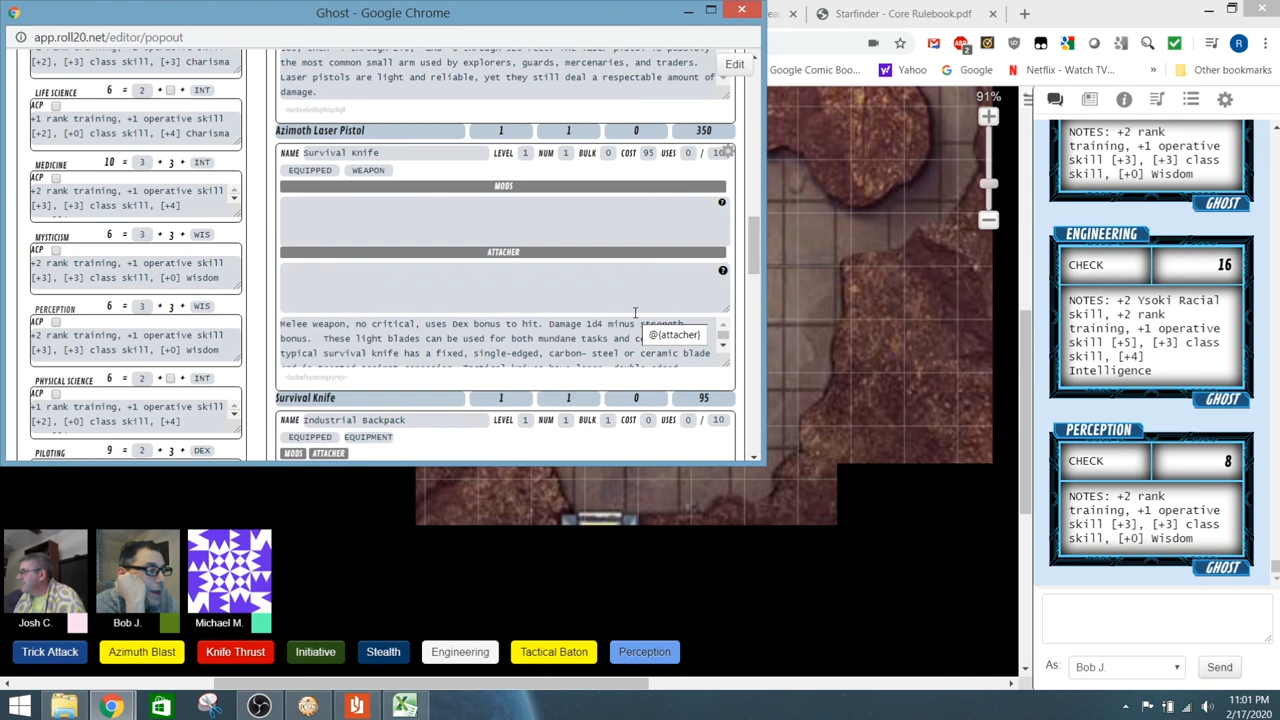 Ghost - Google Chrome
app.roll20.net/editor/popout
Starfinder - Core Rulebook.pdf
Google Comic Boo...
Yahoo
Google
Netflix - Watch TV...
Other bookmarks
+2 rank training, +1 operative
[+3], [+3] class skill, Charisma
LIFE SCIENCE 6 = 2 + + 3 + INT
ACP
+1 rank training, +1 operative
[+2], [+0] class skill, [+4] Charisma
MEDICINE 10 = 3 + 3 + INT
ACP
+2 rank training, +1 operative skill
[+3], [+3] class skill, [+4]
MYSTICISM 6 = 3 + 3 + WIS
ACP
+2 rank training, +1 operative skill
[+3], [+3] class skill, [+0] Wisdom
PERCEPTION 6 = 3 + 3 + WIS
ACP
+2 rank training, +1 operative skill
[+3], [+3] class skill, [+0] Wisdom
PHYSICAL SCIENCE 6 = 2 + + 3 + INT
ACP
+1 rank training, +1 operative skill
[+2], [+0] class skill, [+4]
PILOTING 9 = 2 + 3 + DEX
the most common small arm used by explorers, guards, mercenaries, and traders.
Laser pistols are light and reliable, yet they still deal a respectable amount of
damage.
Edit
Azimoth Laser Pistol 1 1 0 350
NAME Survival Knife LEVEL 1 NUM 1 BULK 0 COST 95 USES 0 / 10
EQUIPPED WEAPON
MODS
ATTACHER
Melee weapon, no critical, uses Dex bonus to hit. Damage 1d4 minus strength
bonus. These light blades can be used for both mundane tasks and
typical survival knife has a fixed, single-edged, carbon- steel or ceramic blade
@{attacher}
Survival Knife 1 1 0 95
NAME Industrial Backpack LEVEL 1 NUM 1 BULK 1 COST 0 USES 0 / 10
EQUIPPED EQUIPMENT
MODS ATTACHER
91%
NOTES: +2 rank
training, +1 operative
skill [+3], [+3] class
skill, [+0] Wisdom
GHOST
ENGINEERING
CHECK 16
NOTES: +2 Ysoki Racial
[+5], [+3] class skill,
[+4]
Intelligence
GHOST
PERCEPTION
CHECK 8
NOTES: +2 rank
training, +1 operative
skill [+3], [+3] class
skill, [+0] Wisdom
GHOST
Josh C.
Bob J.
Michael M.
Trick Attack
Azimuth Blast
Knife Thrust
Initiative
Stealth
Engineering
Tactical Baton
Perception
As: Bob J.
Send
11:01 PM
2/17/2020